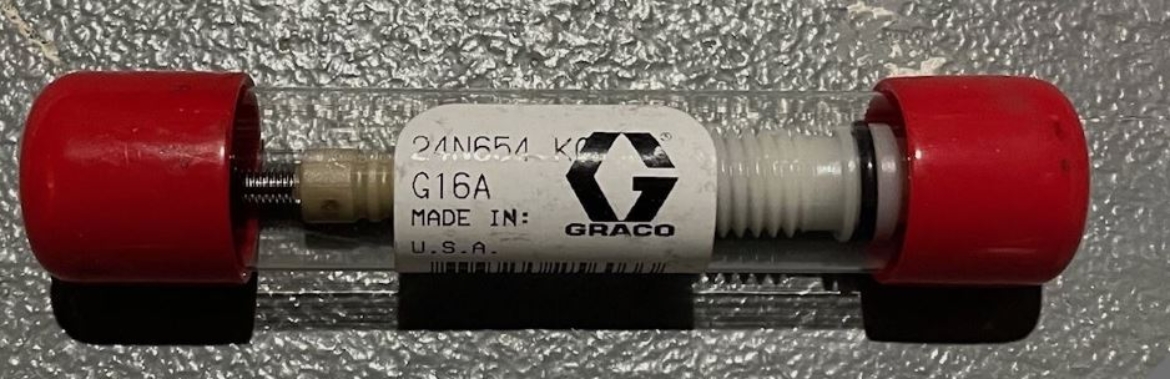 24N654
G16A
MADE IN:
U.S.A.
G
GRACO